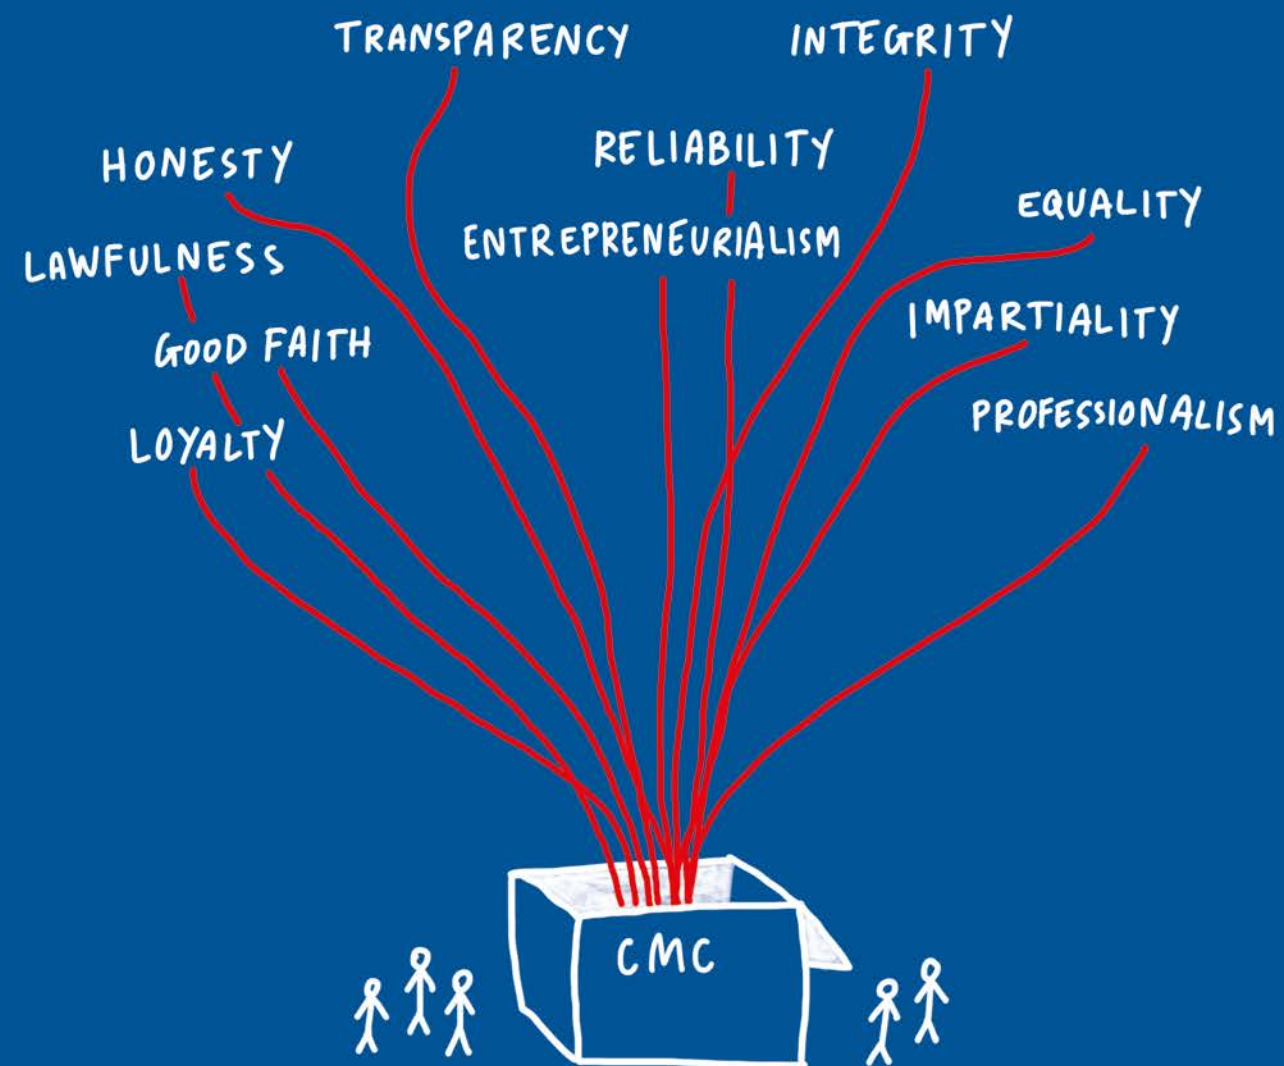 TRANSPARENCY
INTEGRITY
HONESTY
RELIABILITY
EQUALITY
LAWFULNESS
ENTREPRENEURIALISM
GOOD FAITH
IMPARTIALITY
LOYALTY
PROFESSIONALISM
CMC